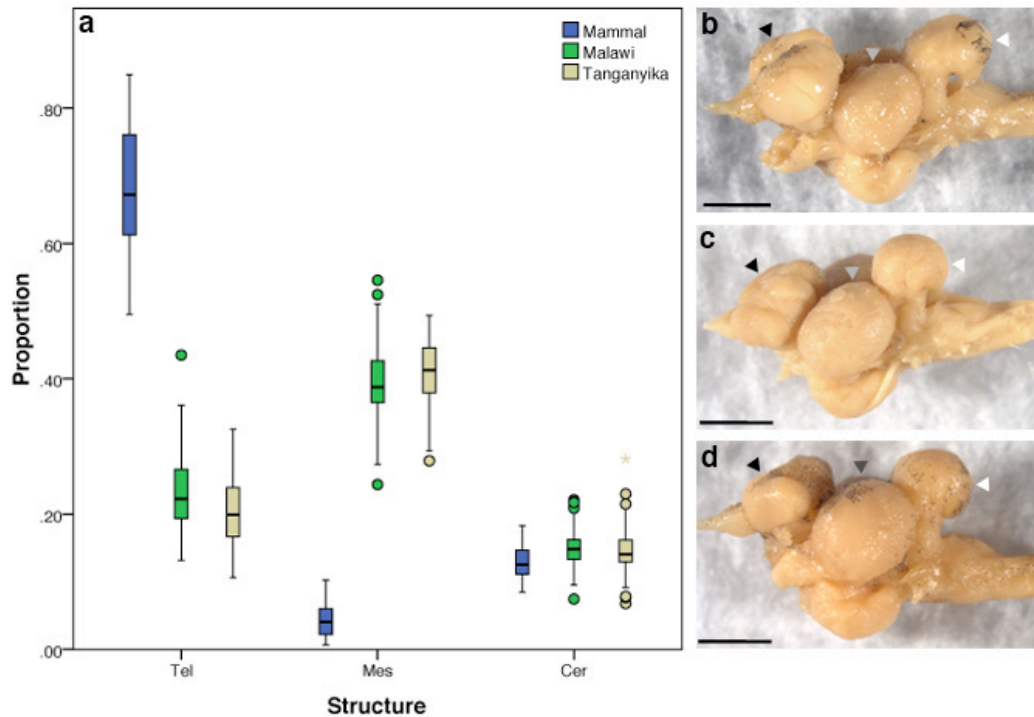 a
Mammal
Malawi
Tanganyika
.80
.60
.40
.20
.00
Proportion
Tel
Mes
Cer
Structure
b
c
d